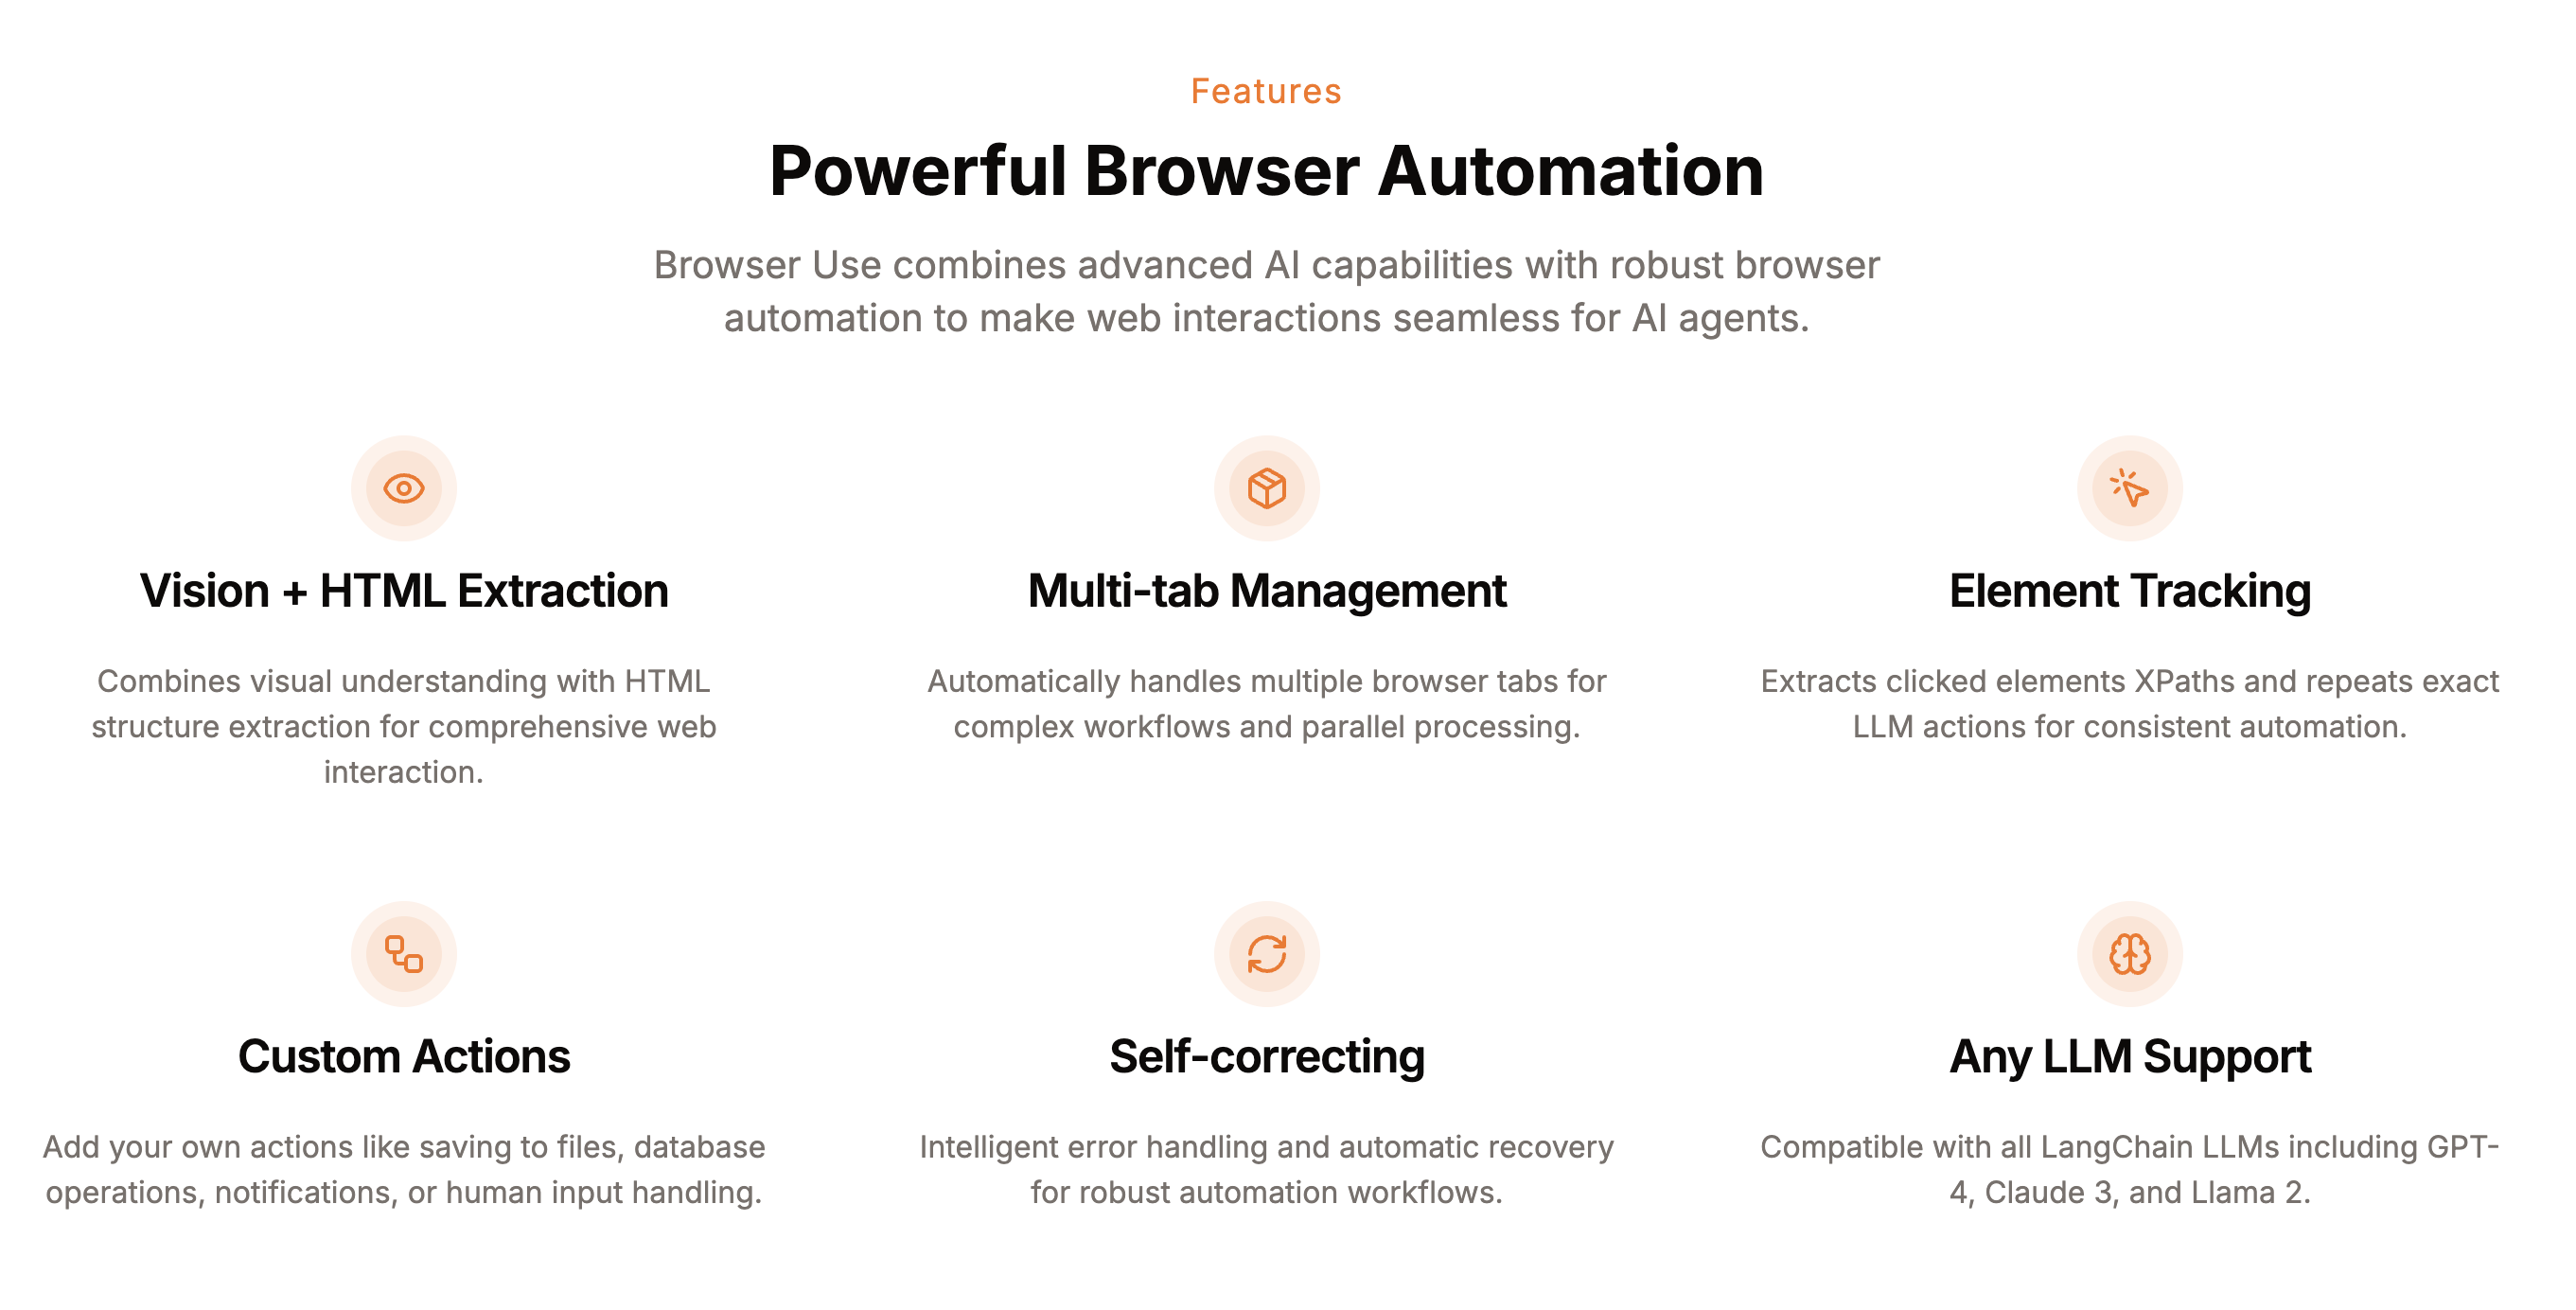 Features
Powerful Browser Automation
Browser Use combines advanced AI capabilities with robust browser
automation to make web interactions seamless for AI agents.
Vision + HTML Extraction
Combines visual understanding with HTML
structure extraction for comprehensive web
interaction.
Multi-tab Management
Automatically handles multiple browser tabs for
complex workflows and parallel processing.
Element Tracking
Extracts clicked elements XPaths and repeats exact
LLM actions for consistent automation.
Custom Actions
Add your own actions like saving to files, database
operations, notifications, or human input handling.
Self-correcting
Intelligent error handling and automatic recovery
for robust automation workflows.
Any LLM Support
Compatible with all LangChain LLMs including GPT-
4, Claude 3, and Llama 2.